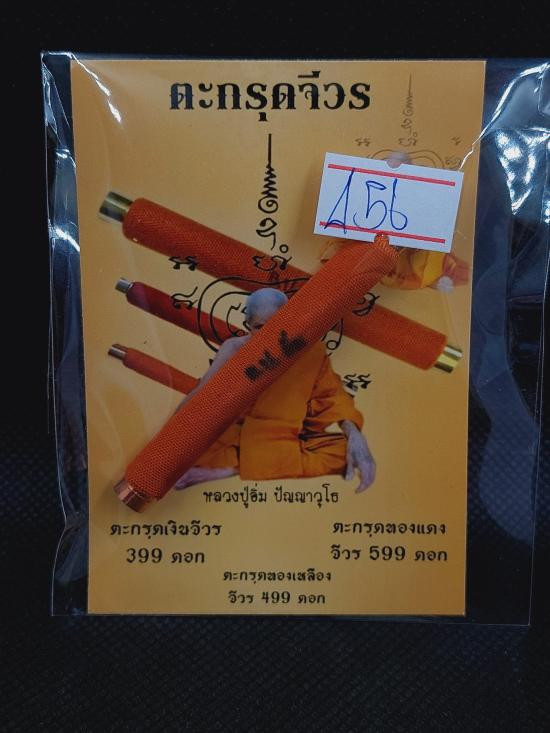 ตะกรุดจีวร
หลวงปู่อิ่ม ปัญญาวุโธ
ตะกรุดเงินจีวร
399 ดอก
ตะกรุดทองแดง
จีวร 599 ดอก
ตะกรุดทองเหลือง
จีวร 499 ดอก